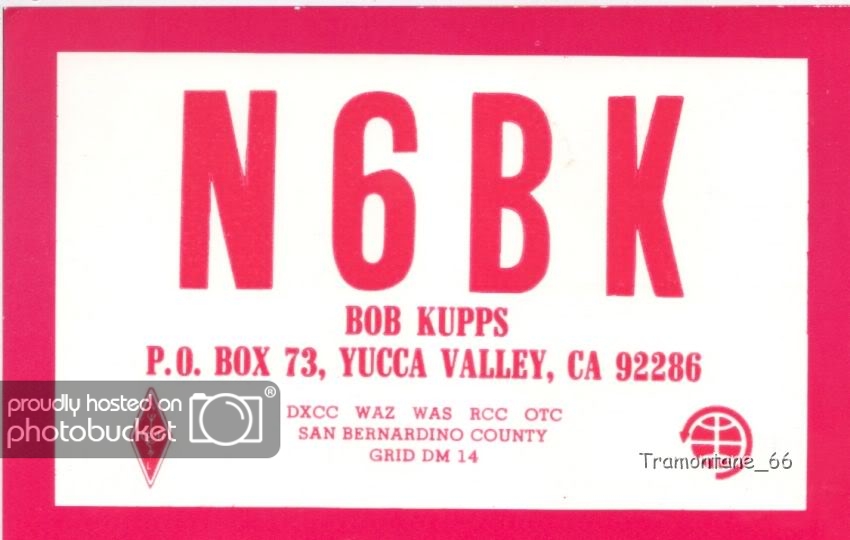 N6BK
BOB KUPPS
P.O. BOX 73, YUCCA VALLEY, CA 92286
DXCC WAZ WAS RCC OTC
SAN BERNARDINO COUNTY
GRID DM 14
proudly hosted on
photobucket®
Tramontane_66